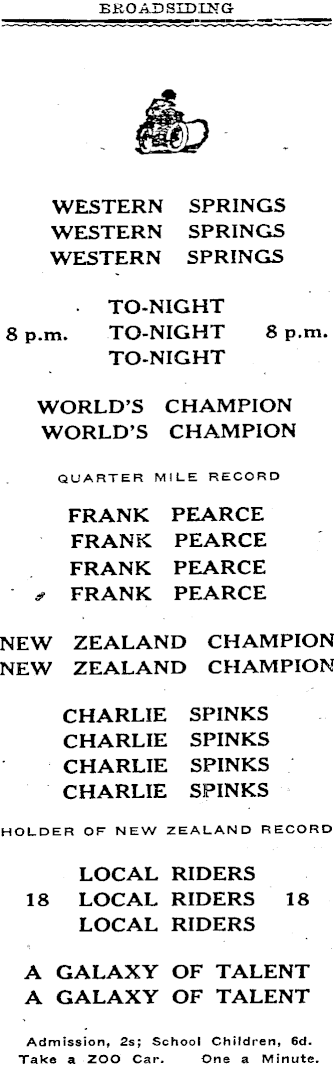 BROADSIDING
WESTERN SPRINGS
WESTERN SPRINGS
WESTERN SPRINGS
TO-NIGHT
8 p.m. TO-NIGHT 8 p.m.
TO-NIGHT
WORLD'S CHAMPION
WORLD'S CHAMPION
QUARTER MILE RECORD
FRANK PEARCE
FRANK PEARCE
FRANK PEARCE
FRANK PEARCE
NEW ZEALAND CHAMPION
NEW ZEALAND CHAMPION
CHARLIE SPINKS
CHARLIE SPINKS
CHARLIE SPINKS
CHARLIE SPINKS
HOLDER OF NEW ZEALAND RECORD
LOCAL RIDERS
18 LOCAL RIDERS 18
LOCAL RIDERS
A GALAXY OF TALENT
A GALAXY OF TALENT
Admission, 2s; School Children, 6d.
Take a ZOO Car. One a Minute.